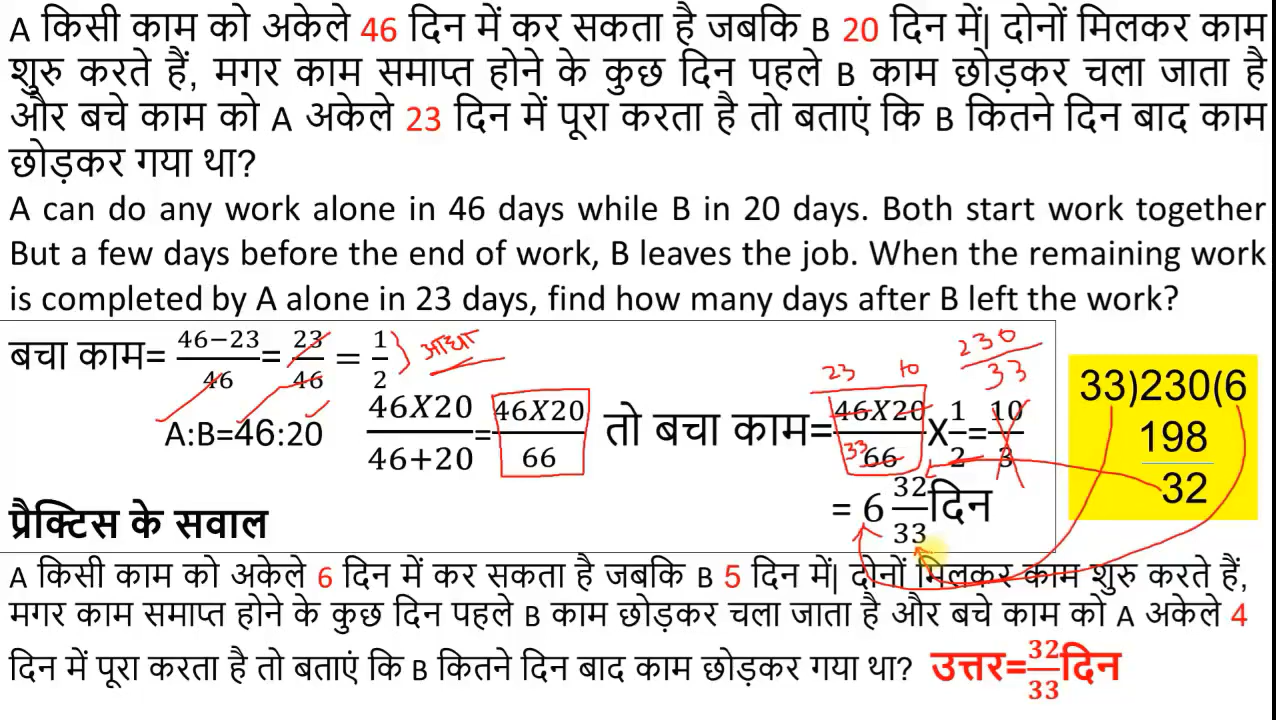 A किसी काम को अकेले 46 दिन में कर सकता है जबकि B 20 दिन में| दोनों मिलकर काम
शुरु करते हैं, मगर काम समाप्त होने के कुछ दिन पहले B काम छोड़कर चला जाता है
और बचे काम को A अकेले 23 दिन में पूरा करता है तो बताएं कि B कितने दिन बाद काम
छोड़कर गया था?
A can do any work alone in 46 days while B in 20 days. Both start work together
But a few days before the end of work, B leaves the job. When the remaining work
is completed by A alone in 23 days, find how many days after B left the work?
बचा काम= (46−23)/46 = 23/46 = 1/2 } आधा
A:B=46:20 (46X20)/(46+20) = (46X20)/66 तो बचा काम= (46X20)/66 X 1/2 = 10/3
23 10 33 230/33
33)230(6
198
32
= 6 32/33 दिन
प्रैक्टिस के सवाल
A किसी काम को अकेले 6 दिन में कर सकता है जबकि B 5 दिन में| दोनों मिलकर काम शुरु करते हैं,
मगर काम समाप्त होने के कुछ दिन पहले B काम छोड़कर चला जाता है और बचे काम को A अकेले 4
दिन में पूरा करता है तो बताएं कि B कितने दिन बाद काम छोड़कर गया था? उत्तर=32/33दिन